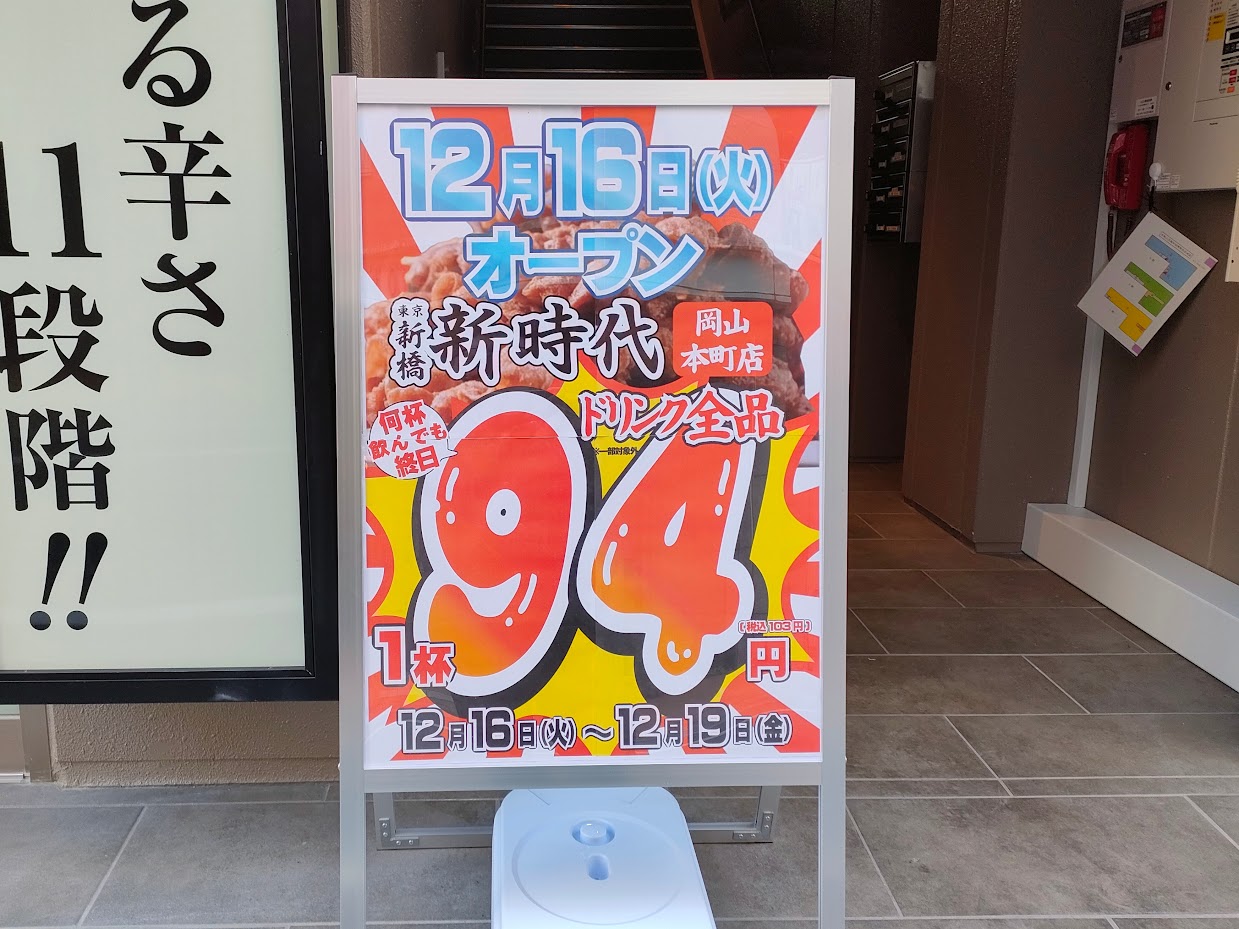 る辛さ
11段階!!
12月16日(火)
オープン
東京
新橋
新時代
岡山
本町店
ドリンク全品
※一部対象外
何杯
飲んでも
終日
94
1杯
(税込103円)
円
12月16日(火)～12月19日(金)